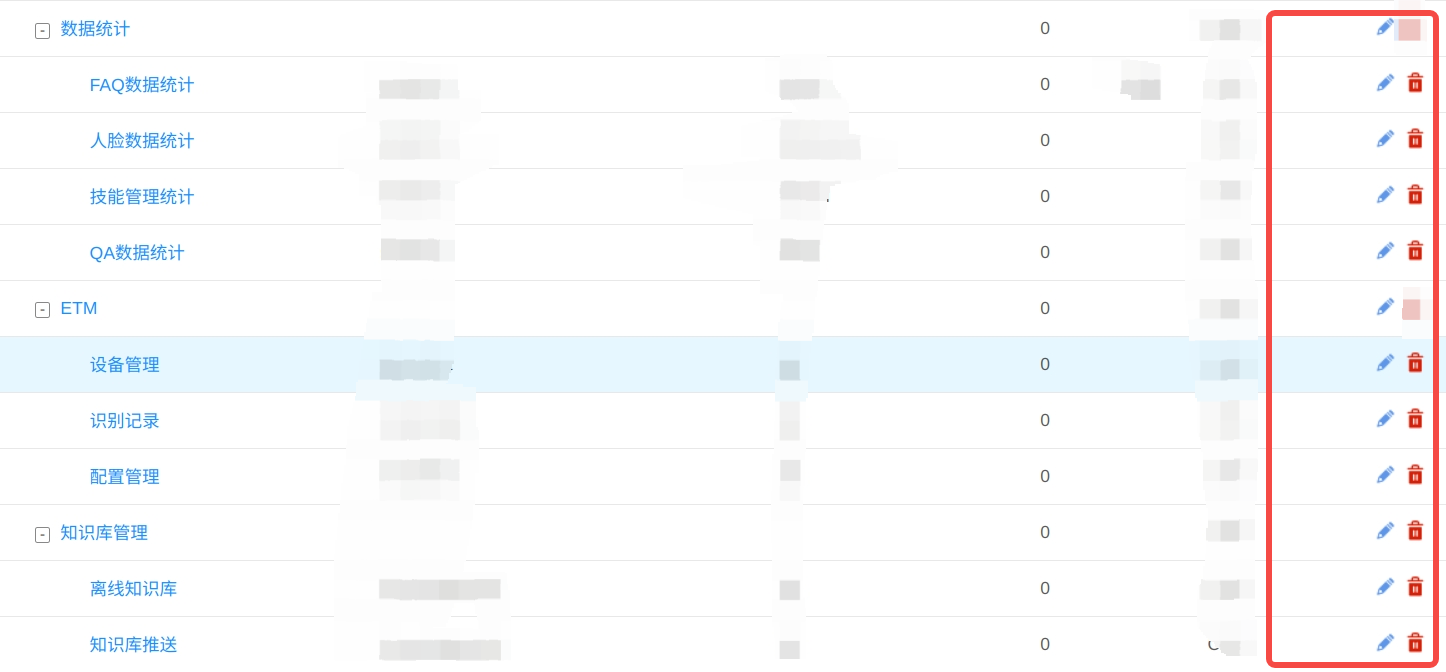 数据统计 0
FAQ数据统计 0
人脸数据统计 0
技能管理统计 0
QA数据统计 0
ETM 0
设备管理 0
识别记录 0
配置管理 0
知识库管理 0
离线知识库 0
知识库推送 0